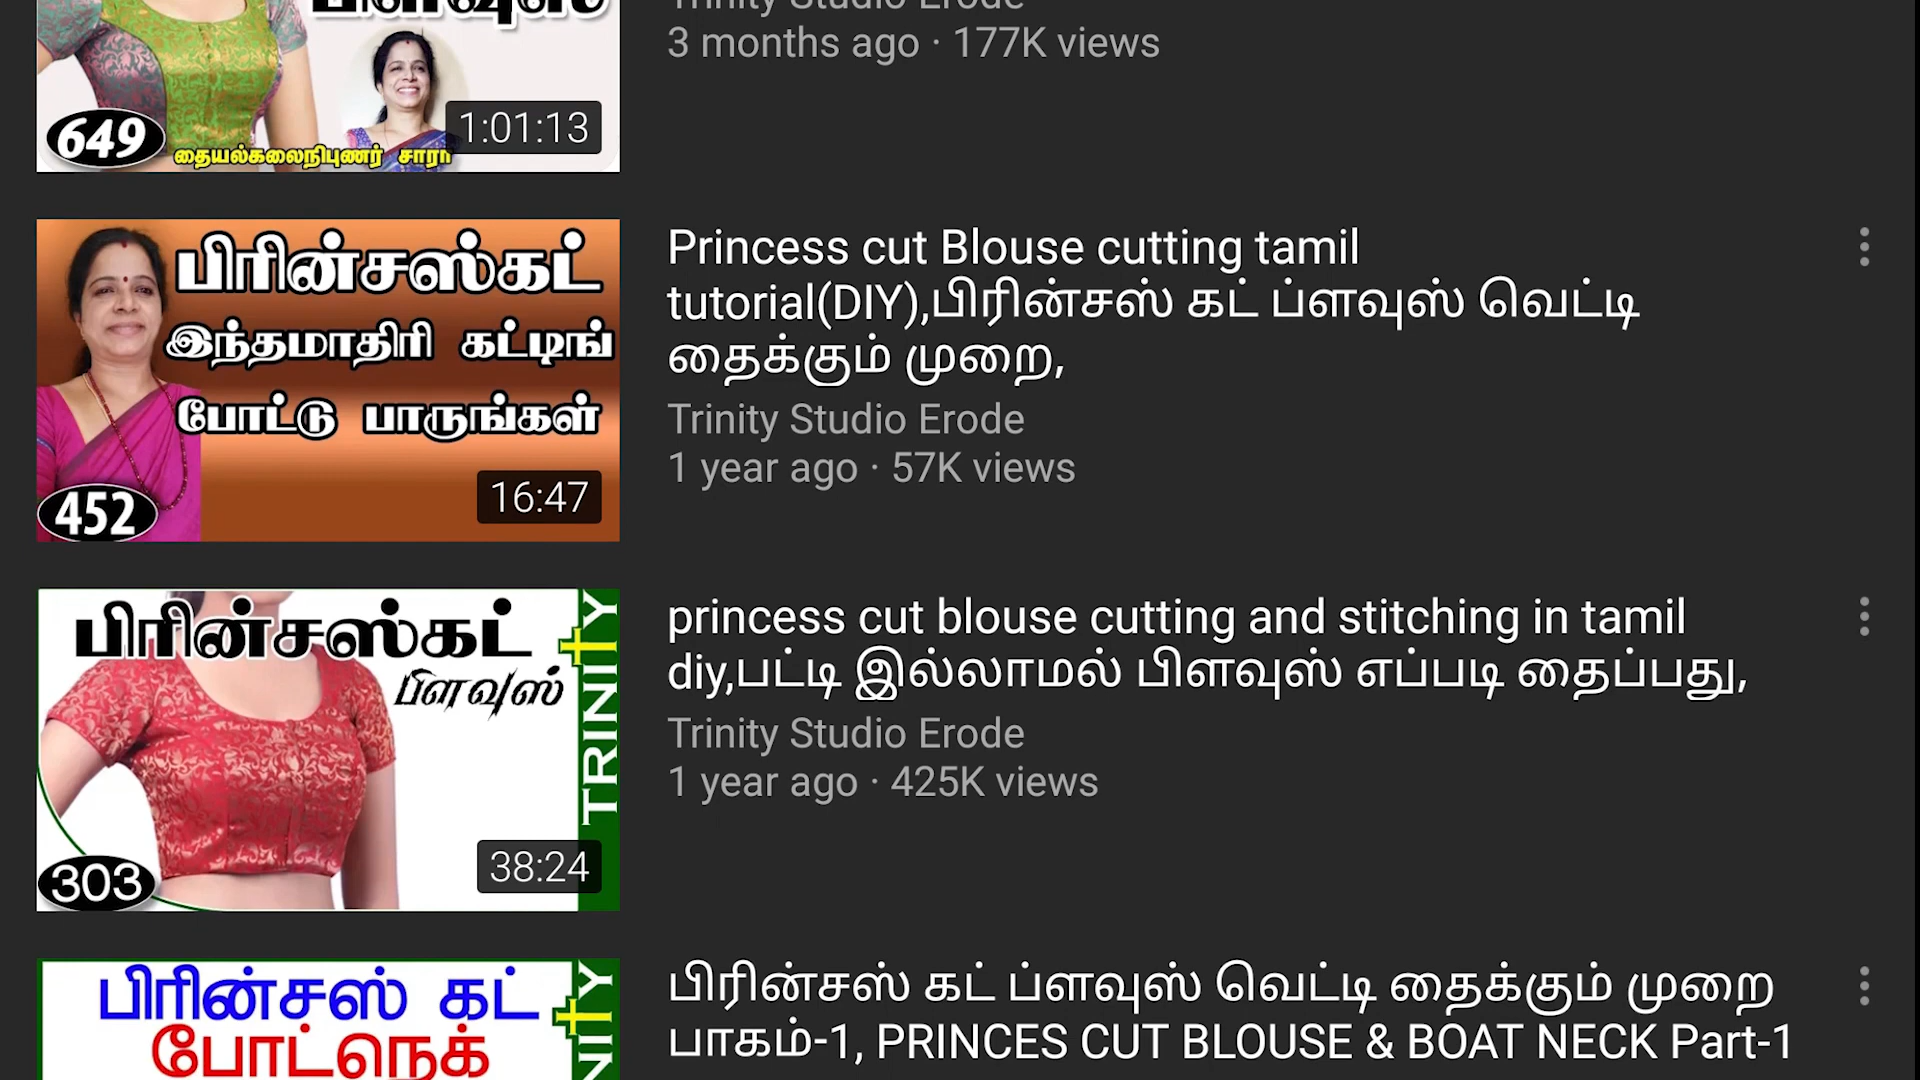 பிளவுஸ்
Trinity Studio Erode
3 months ago · 177K views
649
தையல்கலைநிபுணர் சாரா
1:01:13
பிரின்சஸ்கட்
இந்தமாதிரி கட்டிங்
போட்டு பாருங்கள்
452
16:47
Princess cut Blouse cutting tamil
tutorial(DIY),பிரின்சஸ் கட் ப்ளவுஸ் வெட்டி
தைக்கும் முறை,
Trinity Studio Erode
1 year ago · 57K views
பிரின்சஸ்கட்
பிளவுஸ்
TRINITY
303
38:24
princess cut blouse cutting and stitching in tamil
diy,பட்டி இல்லாமல் பிளவுஸ் எப்படி தைப்பது,
Trinity Studio Erode
1 year ago · 425K views
பிரின்சஸ் கட்
போட்நெக்
NITY
பிரின்சஸ் கட் ப்ளவுஸ் வெட்டி தைக்கும் முறை
பாகம்-1, PRINCES CUT BLOUSE & BOAT NECK Part-1